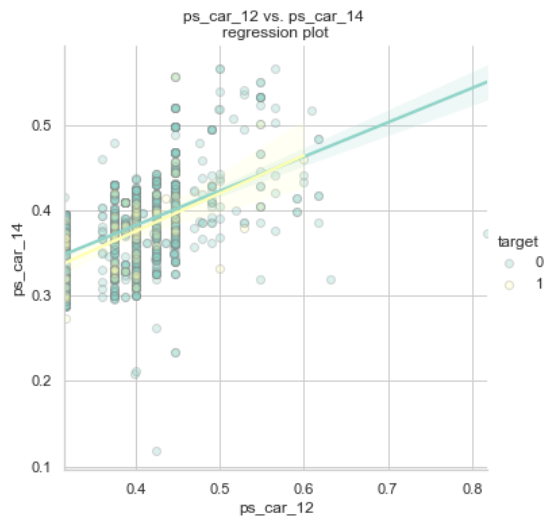 ps_car_12 vs. ps_car_14
regression plot
ps_car_14
0.5
0.4
0.3
0.2
0.1
0.4
0.5
0.6
0.7
0.8
ps_car_12
target
0
1